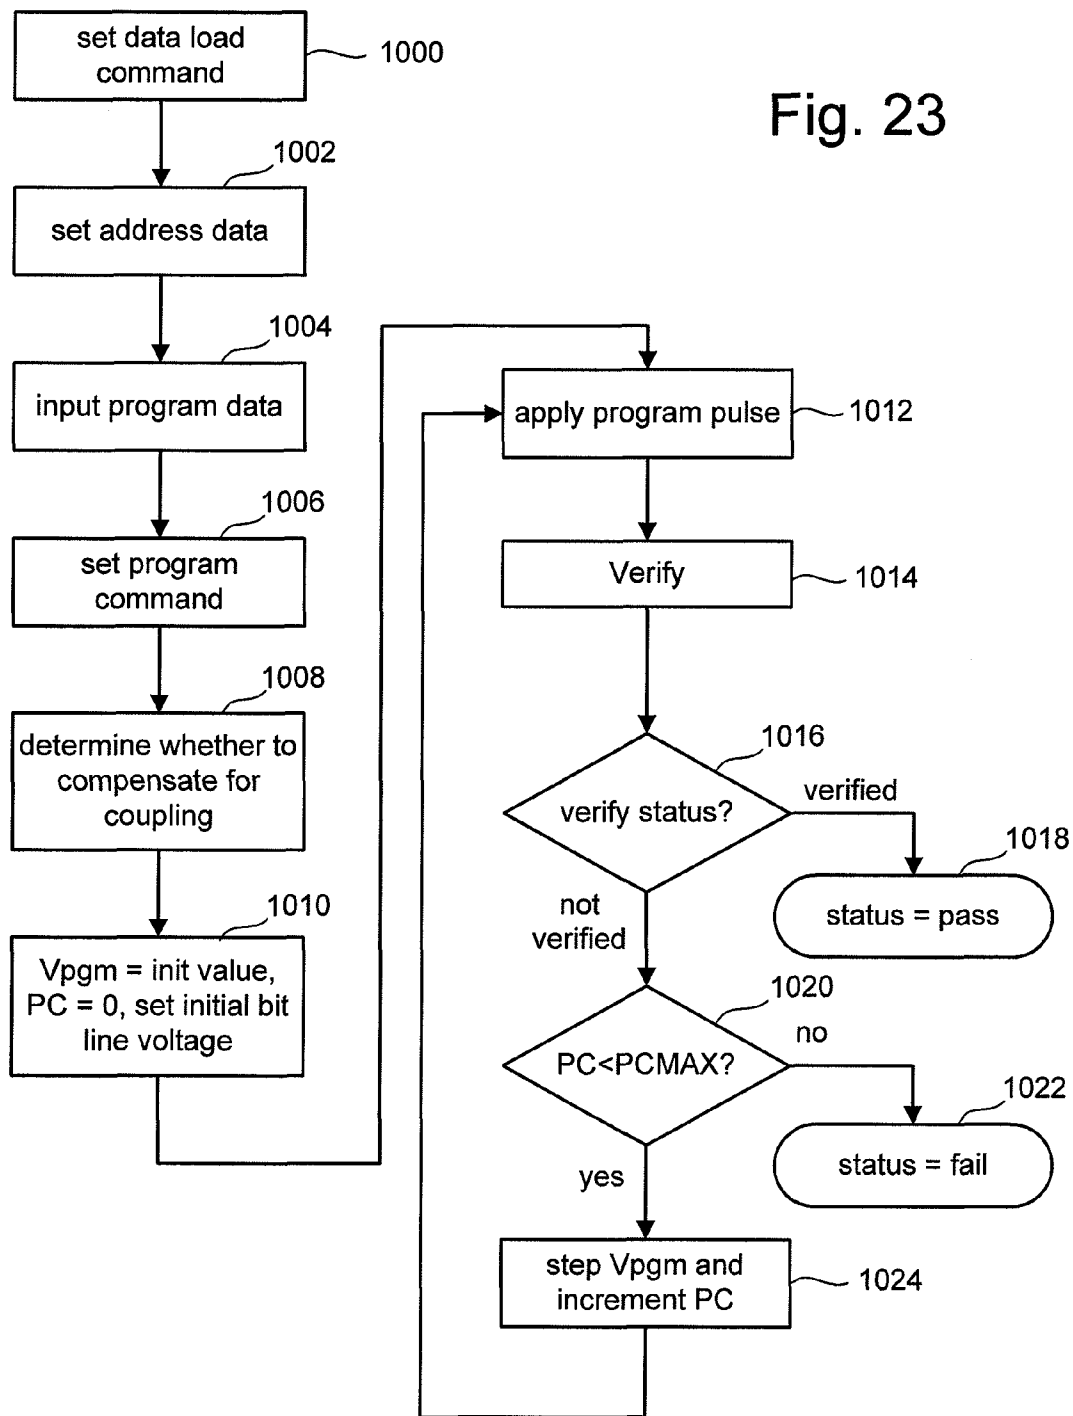 Fig. 23
set data load
command
1000
1002
set address data
1004
input program data
1006
set program
command
1008
determine whether to
compensate for
coupling
1010
Vpgm = init value,
PC = 0, set initial bit
line voltage
apply program pulse
1012
Verify
1014
1016
verify status?
verified
1018
status = pass
not
verified
1020
PC<PCMAX?
no
1022
status = fail
yes
step Vpgm and
increment PC
1024